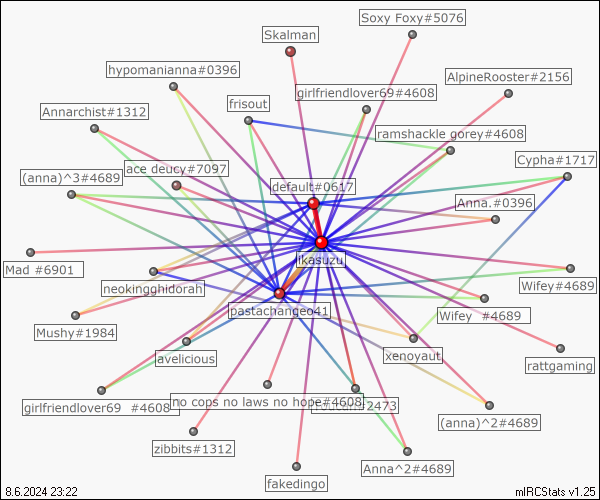 Soxy Foxy#5076
Skalman
hypomanianna#0396
AlpineRooster#2156
girlfriendlover69#4608
frisout
Annarchist#1312
ramshackle gorey#4608
Cypha#1717
ace deucy#7097
(anna)^3#4689
default#0617
Anna.#0396
likasuzu
Mad #6901
neokingghidorah
Wifey#4689
pastachange041
Wifey #4689
Mushy#1984
avelicious
xenoyaut
rattgaming
girlfriendlover69 #4608
no cops no laws no hope#4608
#2473
(anna)^2#4689
zibbits#1312
Anna^2#4689
fakedingo
8.6.2024 23:22
mIRCStats v1.25